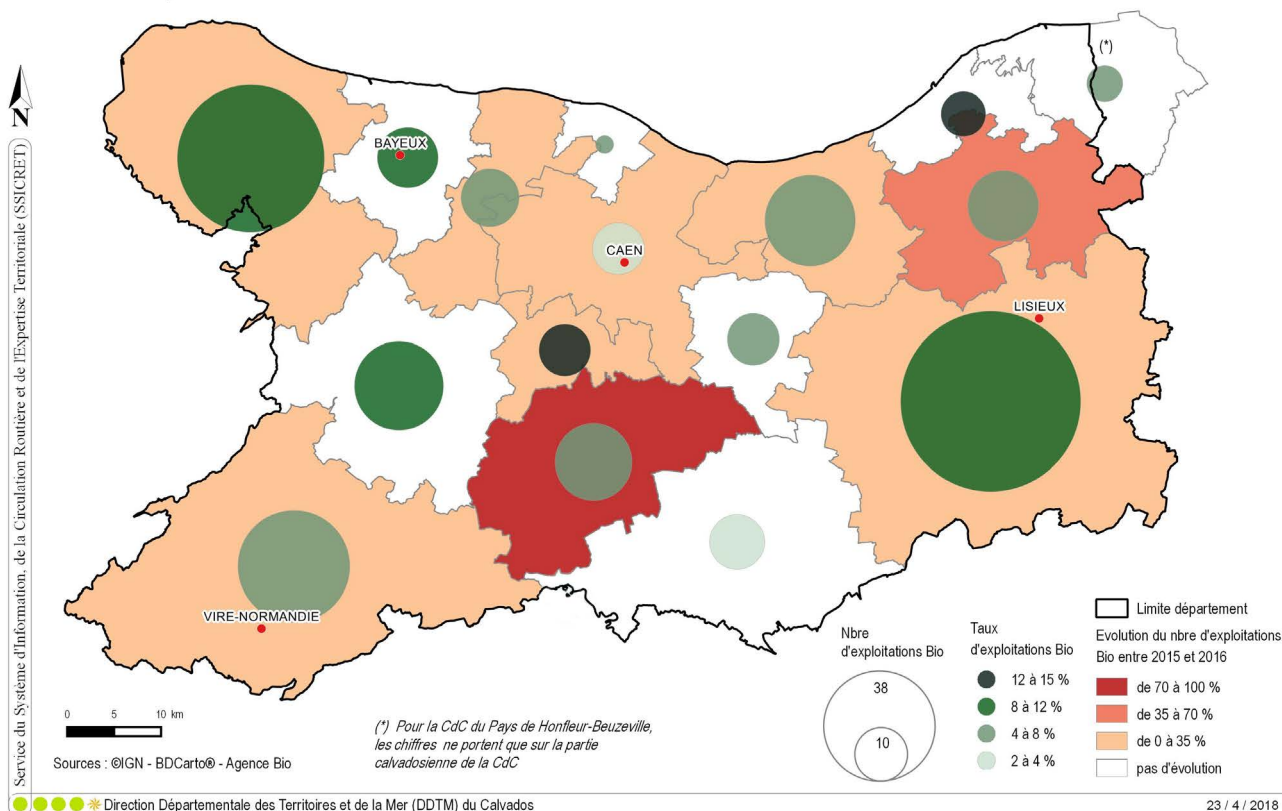 (*)
N
BAYEUX
CAEN
LISIEUX
VIRE-NORMANDIE
Service du Système d'Information, de la Circulation Routière et de l'Expertise Territoriale (SSICRET)
0 5 10 km
Sources : ©IGN - BDCarto® - Agence Bio
(*) Pour la CdC du Pays de Honfleur-Beuzeville,
les chiffres ne portent que sur la partie
calvadosienne de la CdC
Nbre
d'exploitations Bio
38
10
Taux
d'exploitations Bio
12 à 15 %
8 à 12 %
4 à 8 %
2 à 4 %
Limite département
Evolution du nbre d'exploitations
Bio entre 2015 et 2016
de 70 à 100 %
de 35 à 70 %
de 0 à 35 %
pas d'évolution
Direction Départementale des Territoires et de la Mer (DDTM) du Calvados
23 / 4 / 2018